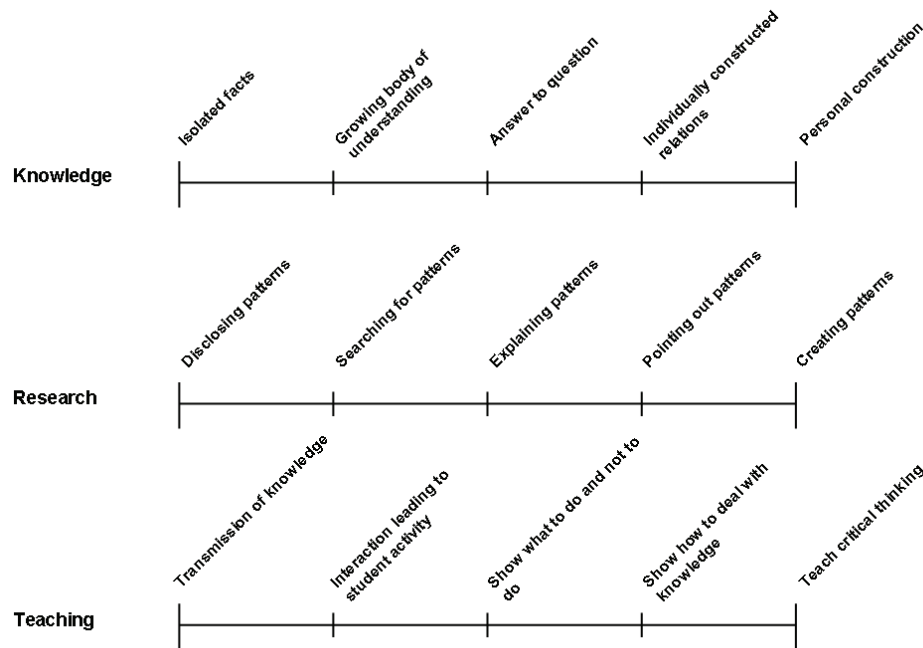 Isolated facts
Growing body of
understanding
Answer to question
Individually constructed
relations
Personal construction
Knowledge
Disclosing patterns
Searching for patterns
Explaining patterns
Pointing out patterns
Creating patterns
Research
Transmission of knowledge
Interaction leading to
student activity
Show what to do and not to
do
Show how to deal with
knowledge
Teach critical thinking
Teaching